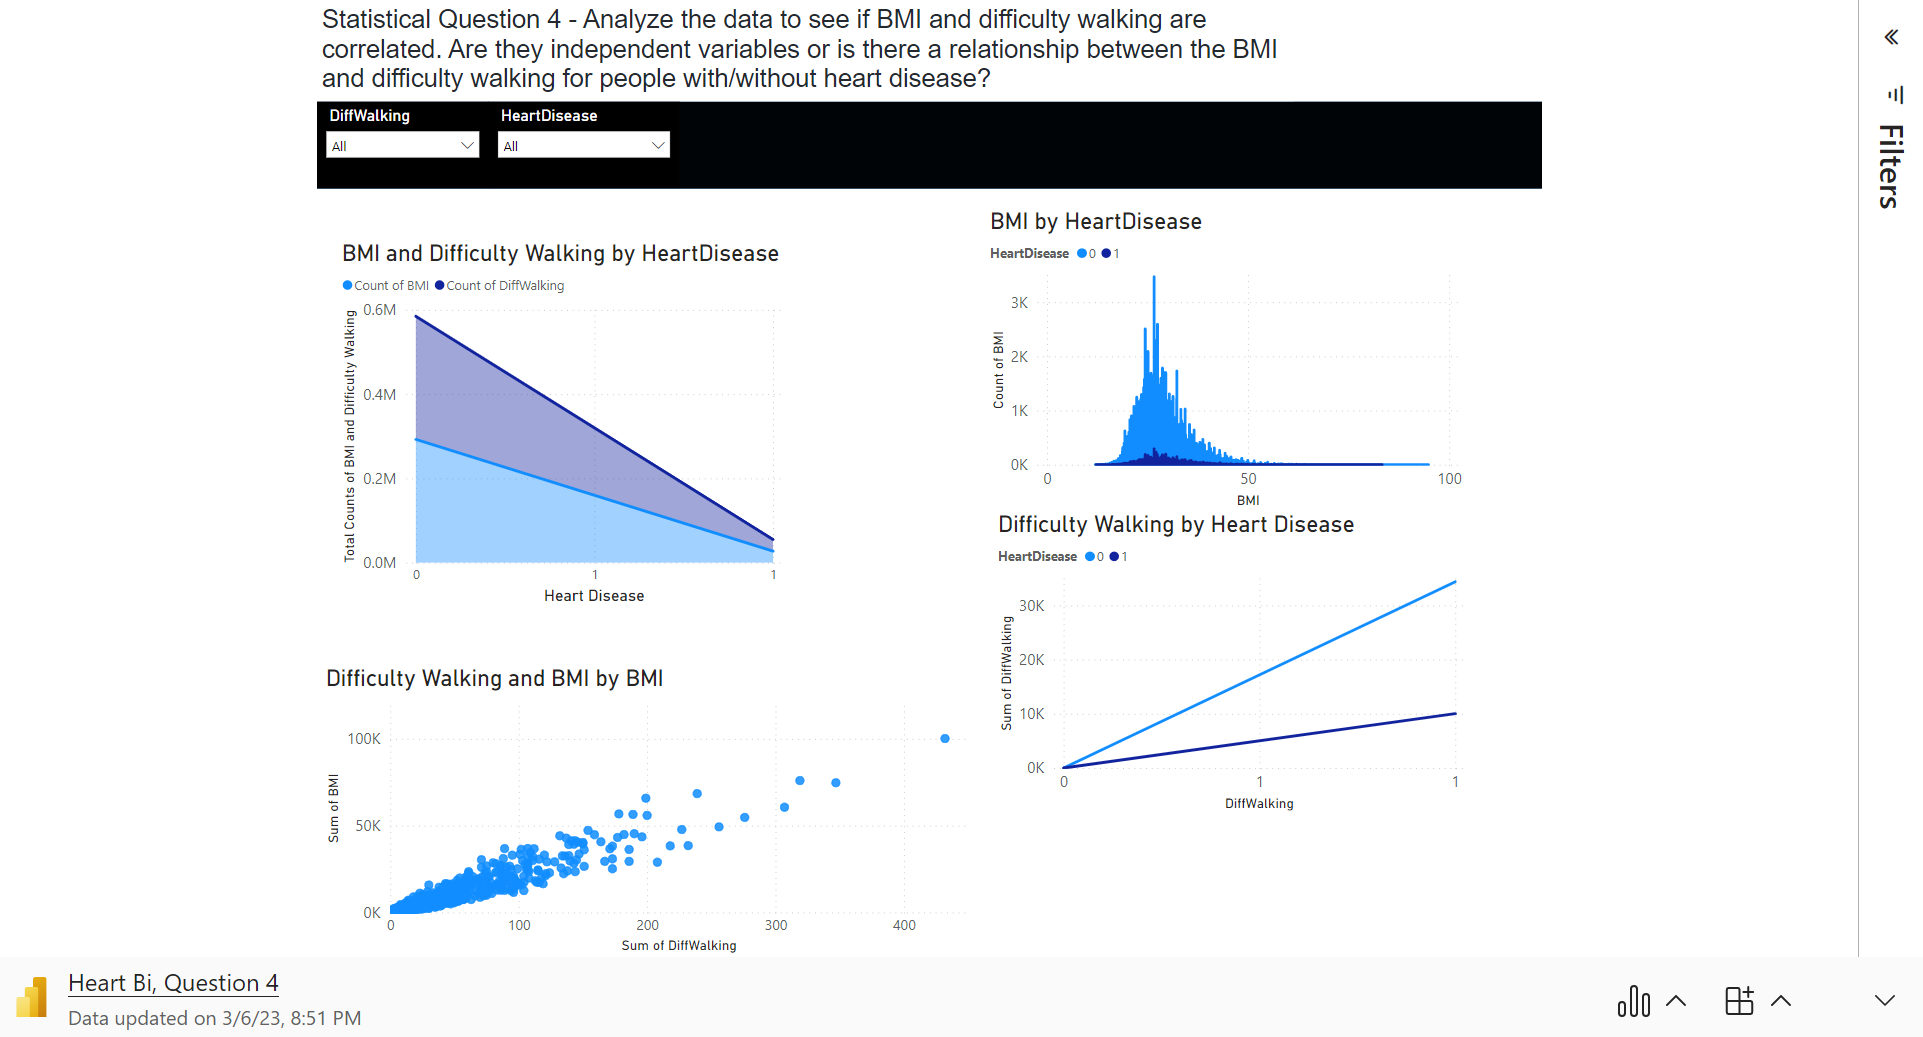 Statistical Question 4 - Analyze the data to see if BMI and difficulty walking are
correlated. Are they independent variables or is there a relationship between the BMI
and difficulty walking for people with/without heart disease?
DiffWalking
All
HeartDisease
All
Filters
BMI and Difficulty Walking by HeartDisease
Count of BMI Count of DiffWalking
Total Counts of BMI and Difficulty Walking
0.6M
0.4M
0.2M
0.0M
0 1 1
Heart Disease
BMI by HeartDisease
HeartDisease 0 1
Count of BMI
3K
2K
1K
0K
0 50 100
BMI
Difficulty Walking by Heart Disease
HeartDisease 0 1
Sum of DiffWalking
30K
20K
10K
0K
0 1 1
DiffWalking
Difficulty Walking and BMI by BMI
Sum of BMI
100K
50K
0K
0 100 200 300 400
Sum of DiffWalking
Heart Bi, Question 4
Data updated on 3/6/23, 8:51 PM